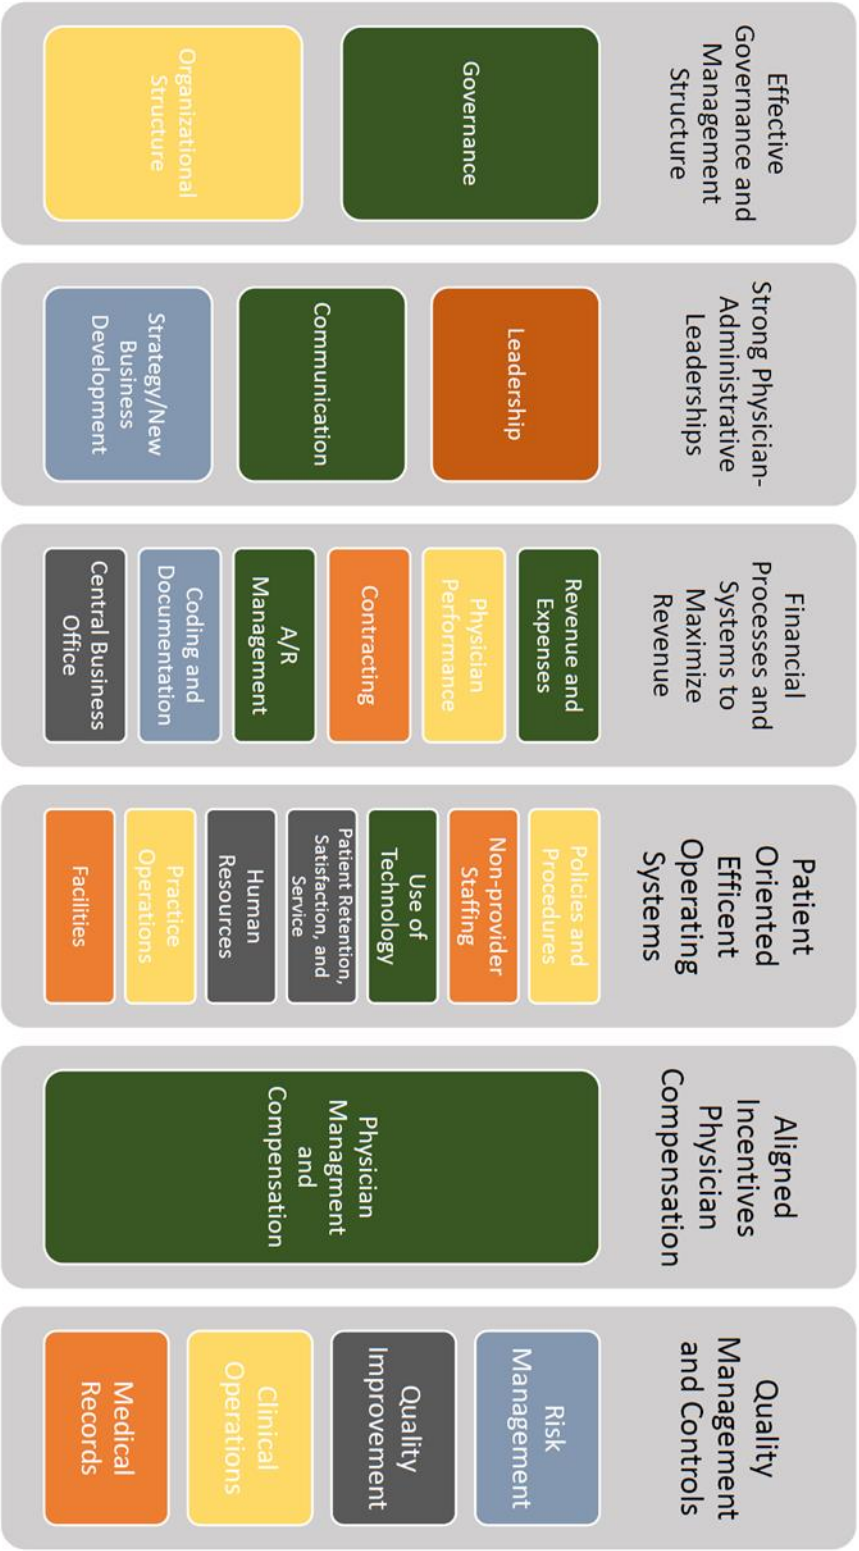 Effective
Governance and
Management
Structure
Governance
Organizational
Structure
Strong Physician-
Administrative
Leaderships
Leadership
Communication
Strategy/New
Business
Development
Financial
Processes and
Systems to
Maximize
Revenue
Revenue and
Expenses
Physician
Performance
Contracting
A/R
Management
Coding and
Documentation
Central Business
Office
Patient
Oriented
Efficent
Operating
Systems
Policies and
Procedures
Non-provider
Staffing
Use of
Technology
Patient Retention,
Satisfaction, and
Service
Human
Resources
Practice
Operations
Facilities
Aligned
Incentives
Physician
Compensation
Physician
Managment
and
Compensation
Quality
Management
and Controls
Risk
Management
Quality
Improvement
Clinical
Operations
Medical
Records